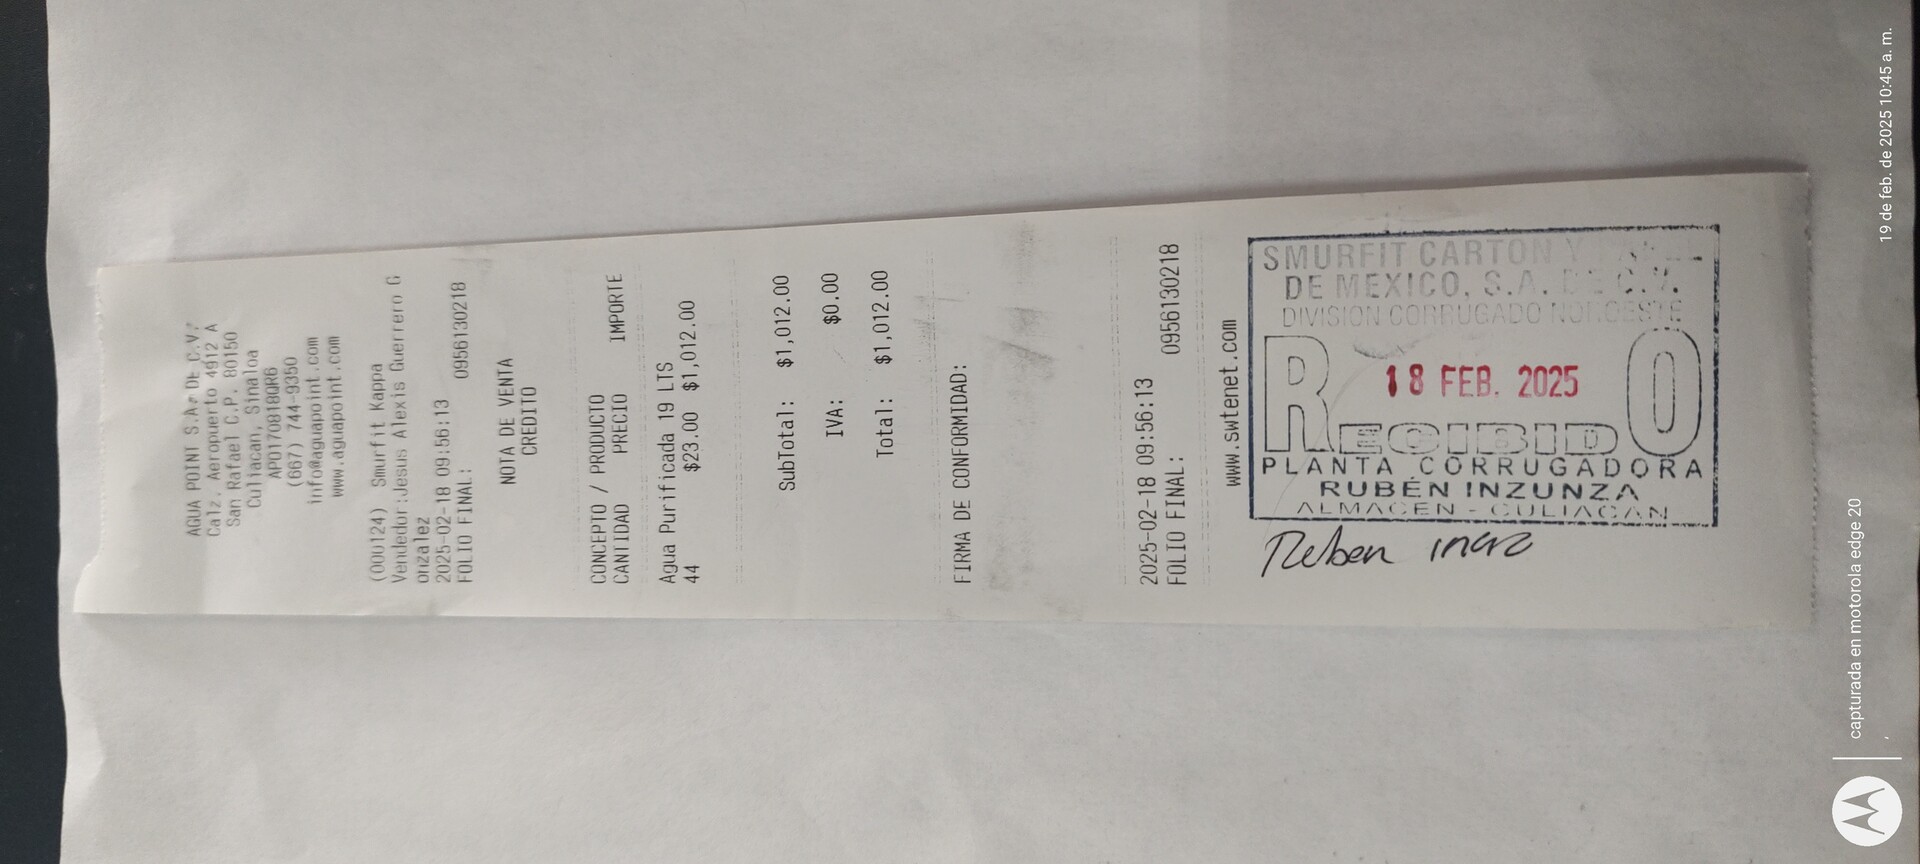 AGUA POINT S.A. DE C.V.
Calz. Aeropuerto 4912 A
San Rafael C.P. 80150
Culiacan, Sinaloa
APO170818QR6
(667) 744-9350
info@aguapoint.com
www.aguapoint.com
(000124) Smurfit Kappa
Vendedor:Jesus Alexis Guerrero G
onzalez
2025-02-18 09:56:13
FOLIO FINAL: 0956130218
NOTA DE VENTA
CREDITO
CONCEPTO / PRODUCTO
CANTIDAD PRECIO IMPORTE
Agua Purificada 19 LTS
44 $23.00 $1,012.00
SubTotal: $1,012.00
IVA: $0.00
Total: $1,012.00
FIRMA DE CONFORMIDAD:
2025-02-18 09:56:13
FOLIO FINAL: 0956130218
www.swtenet.com
SMURFIT CARTON Y
DE MEXICO, S.A. DE C.V.
DIVISION CORRUGADO NOROESTE
RECIBIDO
18 FEB. 2025
PLANTA CORRUGADORA
RUBÉN INZUNZA
ALMACEN - CULIACAN
Ruben
capturada en motorola edge 20
19 de feb. de 2025 10:45 a. m.